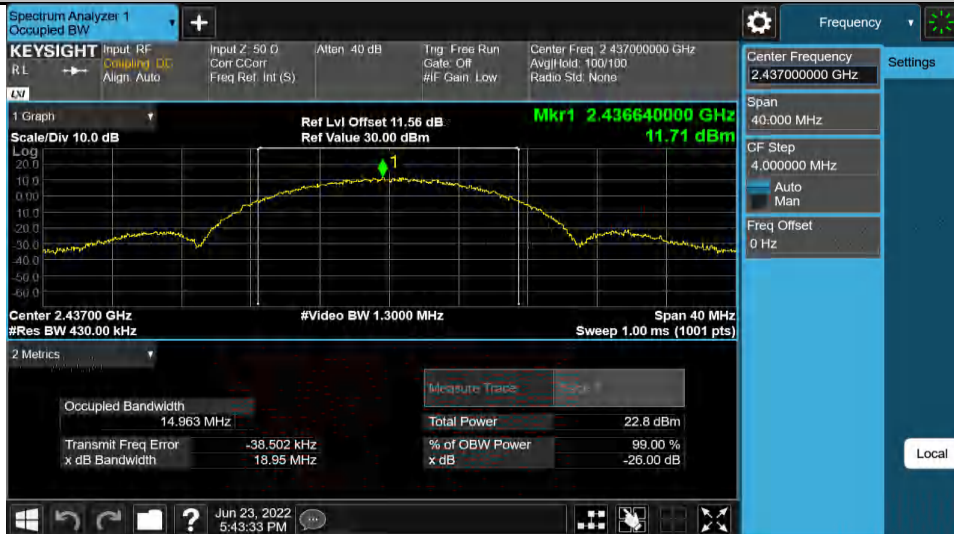 Spectrum Analyzer 1
Occupied BW
Frequency
KEYSIGHT
RL
LXI
Input: RF
Coupling: DC
Align: Auto
Input Z: 50 Ω
Corr CCorr
Freq Ref: Int (S)
Atten: 40 dB
Trig: Free Run
Gate: Off
#IF Gain: Low
Center Freq: 2.437000000 GHz
Avg|Hold: 100/100
Radio Std: None
Center Frequency
2.437000000 GHz
Settings
Span
40.000 MHz
CF Step
4.000000 MHz
Auto
Man
Freq Offset
0 Hz
Local
1 Graph
Scale/Div 10.0 dB
Log
Ref Lvl Offset 11.56 dB
Ref Value 30.00 dBm
Mkr1 2.436640000 GHz
11.71 dBm
1
20.0
10.0
0.00
-10.0
-20.0
-30.0
-40.0
-50.0
-60.0
Center 2.43700 GHz
#Video BW 1.3000 MHz
Span 40 MHz
#Res BW 430.00 kHz
Sweep 1.00 ms (1001 pts)
2 Metrics
Measure Trace
Trace 1
Occupied Bandwidth
14.963 MHz
Total Power 22.8 dBm
Transmit Freq Error -38.502 kHz
% of OBW Power 99.00 %
x dB Bandwidth 18.95 MHz
x dB -26.00 dB
Jun 23, 2022
5:43:33 PM